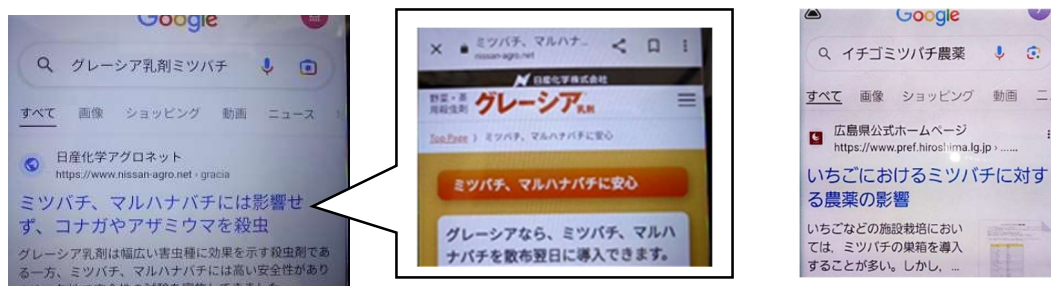 Google
グレーシア乳剤ミツバチ
すべて 画像 ショッピング 動画 ニュース
日産化学アグロネット
https://www.nissan-agro.net › gracia
ミツバチ、マルハナバチには影響せ
ず、コナガやアザミウマを殺虫
グレーシア乳剤は幅広い害虫種に効果を示す殺虫剤であ
る一方、ミツバチ、マルハナバチには高い安全性があり
ミツバチ、マルハナ...
nissan-agro.net
日産化学株式会社
野菜・茶
用殺虫剤 グレーシア乳剤
Top Page 〉 ミツバチ、マルハナバチに安心
ミツバチ、マルハナバチに安心
グレーシアなら、ミツバチ、マルハ
ナバチを散布翌日に導入できます。
Google
イチゴミツバチ農薬
すべて 画像 ショッピング 動画 ニ
広島県公式ホームページ
https://www.pref.hiroshima.lg.jp › ......
いちごにおけるミツバチに対す
る農薬の影響
いちごなどの施設栽培におい
ては、ミツバチの巣箱を導入
することが多い。しかし、...